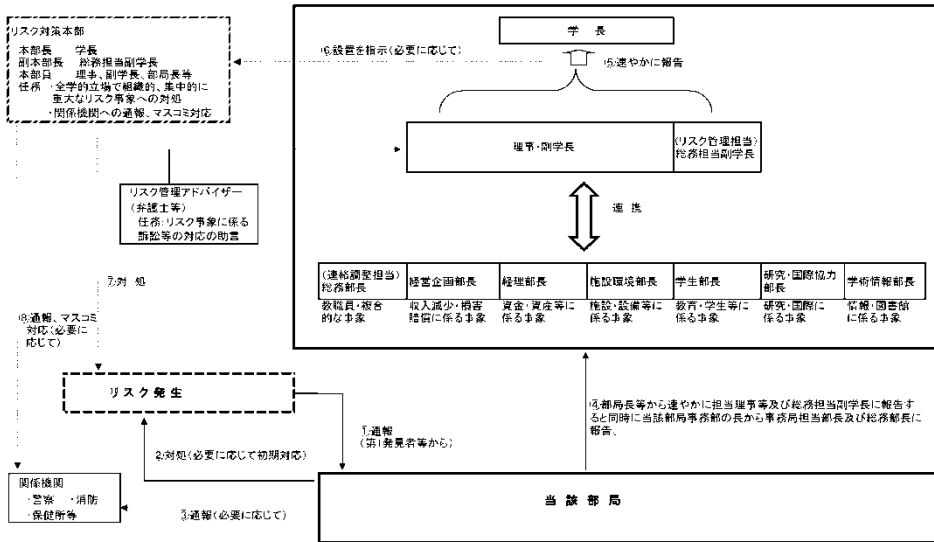 リスク対策本部
本部長　　学長
副本部長　総務担当副学長
本部員　　理事、副学長、部局長等
任務　・全学的立場で組織的、集中的に
重大なリスク事象への対処
・関係機関への通報、マスコミ対応
⑥設置を指示(必要に応じて)
学　長
⑤速やかに報告
理事・副学長
(リスク管理担当)
総務担当副学長
リスク管理アドバイザー
(弁護士等)
任務:リスク事象に係る
訴訟等の対応の助言
連　携
(連絡調整担当)
総務部長
経営企画部長
経理部長
施設環境部長
学生部長
研究・国際協力
部長
学術情報部長
教職員・複合
的な事象
収入減少・損害
賠償に係る事象
資金・資産等に
係る事象
施設・設備等に
係る事象
教育・学生等に
係る事象
研究・国際に
係る事象
情報・図書館
に係る事象
⑦対　処
⑧通報、マスコミ
対応(必要に
応じて)
リスク発生
①通報
(第1発見者等から)
②対処(必要に応じて初期対応)
④部局長等から速やかに担当理事等及び総務担当副学長に報告す
ると同時に当該部局事務部の長から事務局担当部長及び総務部長に
報告。
関係機関
・警察　・消防
・保健所等
③通報(必要に応じて)
当該部局